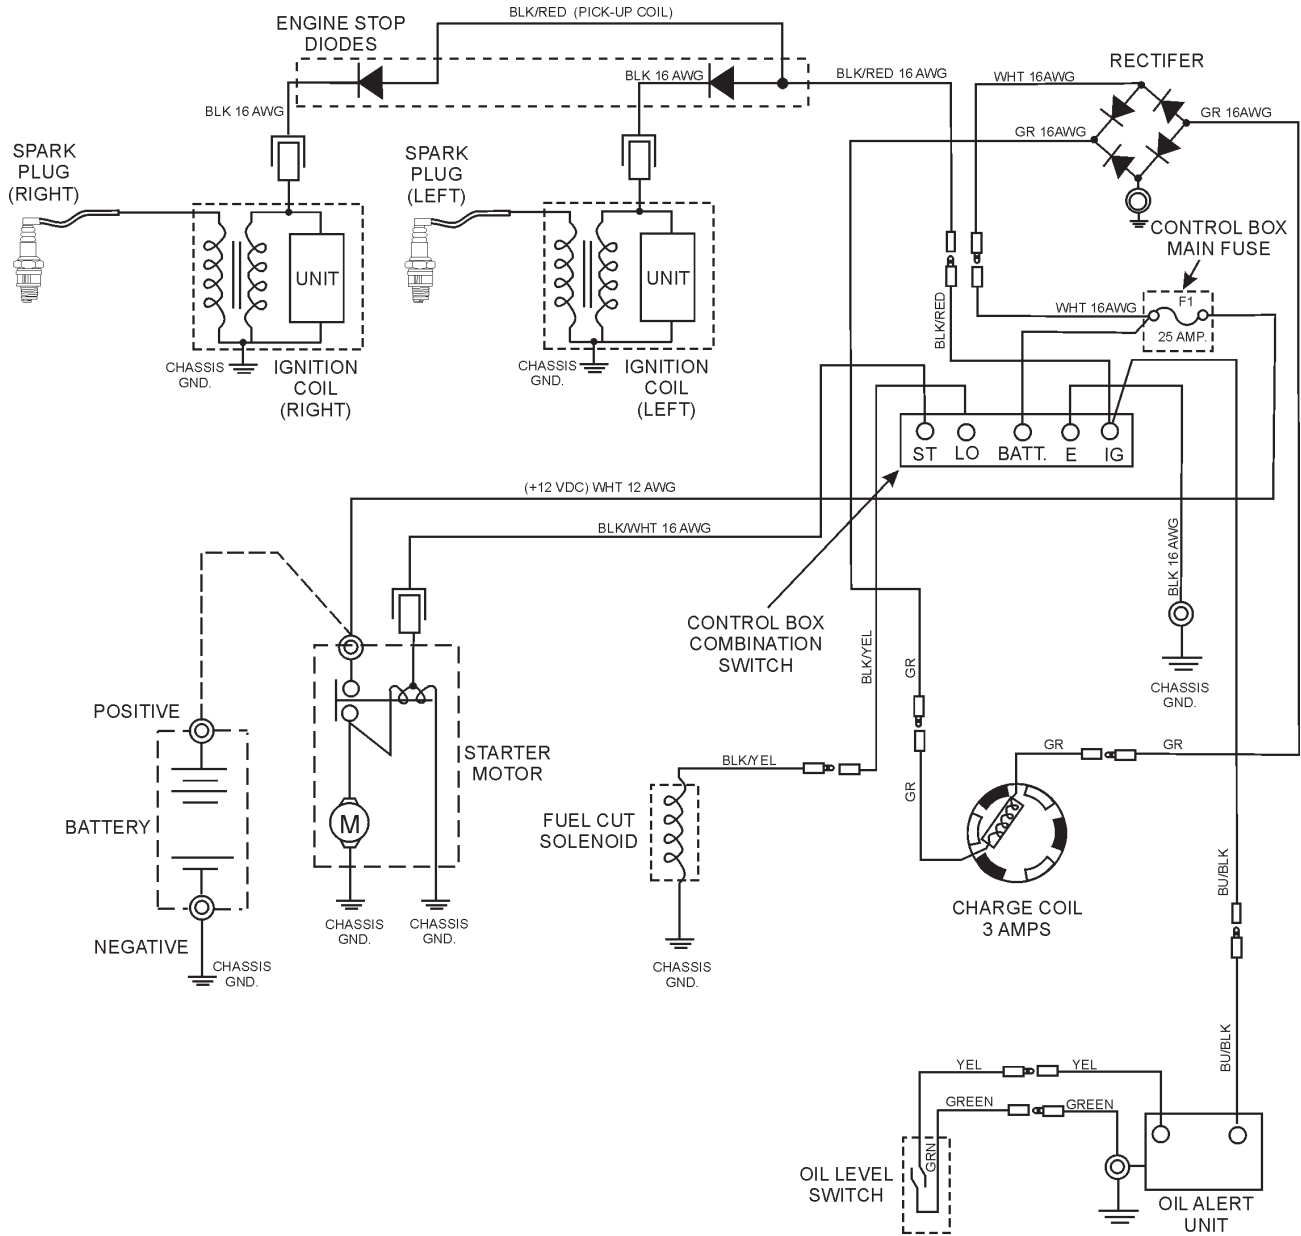 BLK/RED (PICK-UP COIL)
ENGINE STOP
DIODES
BLK 16 AWG
BLK 16 AWG
BLK/RED 16 AWG
WHT 16AWG
RECTIFER
GR 16AWG
GR 16AWG
SPARK
PLUG
(RIGHT)
SPARK
PLUG
(LEFT)
UNIT
UNIT
CONTROL BOX
MAIN FUSE
BLK/RED
WHT 16AWG
F1
25 AMP.
CHASSIS
GND.
IGNITION
COIL
(RIGHT)
CHASSIS
GND.
IGNITION
COIL
(LEFT)
ST
LO
BATT.
E
IG
(+12 VDC) WHT 12 AWG
BLK/WHT 16 AWG
BLK 16 AWG
CONTROL BOX
COMBINATION
SWITCH
BLK/YEL
GR
CHASSIS
GND.
POSITIVE
BATTERY
NEGATIVE
CHASSIS
GND.
STARTER
MOTOR
M
CHASSIS
GND.
CHASSIS
GND.
BLK/YEL
FUEL CUT
SOLENOID
CHASSIS
GND.
GR
GR
GR
CHARGE COIL
3 AMPS
BU/BLK
BU/BLK
YEL
YEL
GREEN
GREEN
GRN
OIL LEVEL
SWITCH
OIL ALERT
UNIT